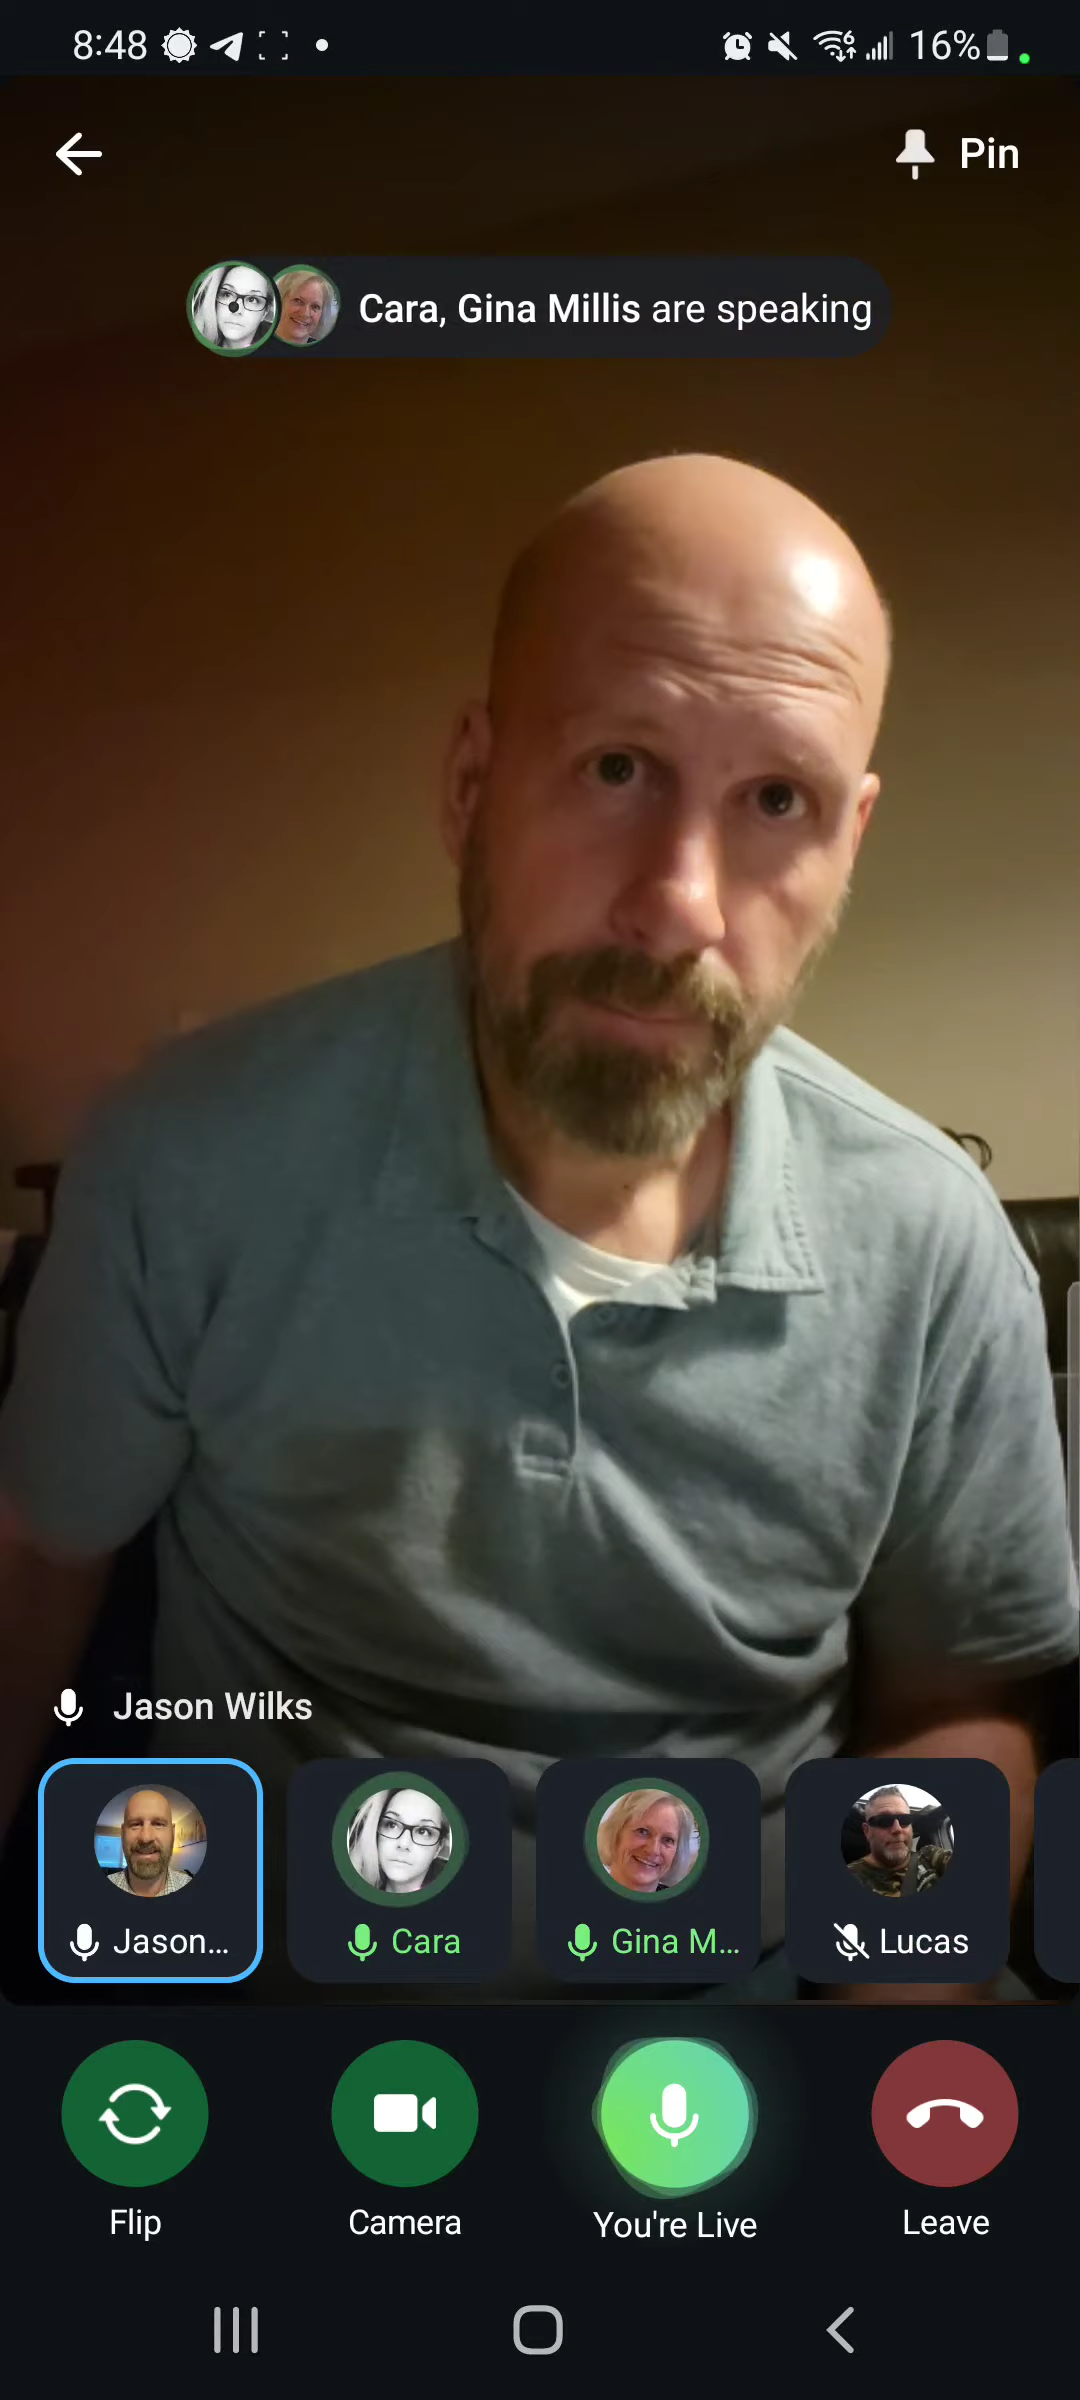 8:48 16%
Pin
Cara, Gina Millis are speaking
Jason Wilks
Jason... Cara Gina M... Lucas
Flip Camera You're Live Leave